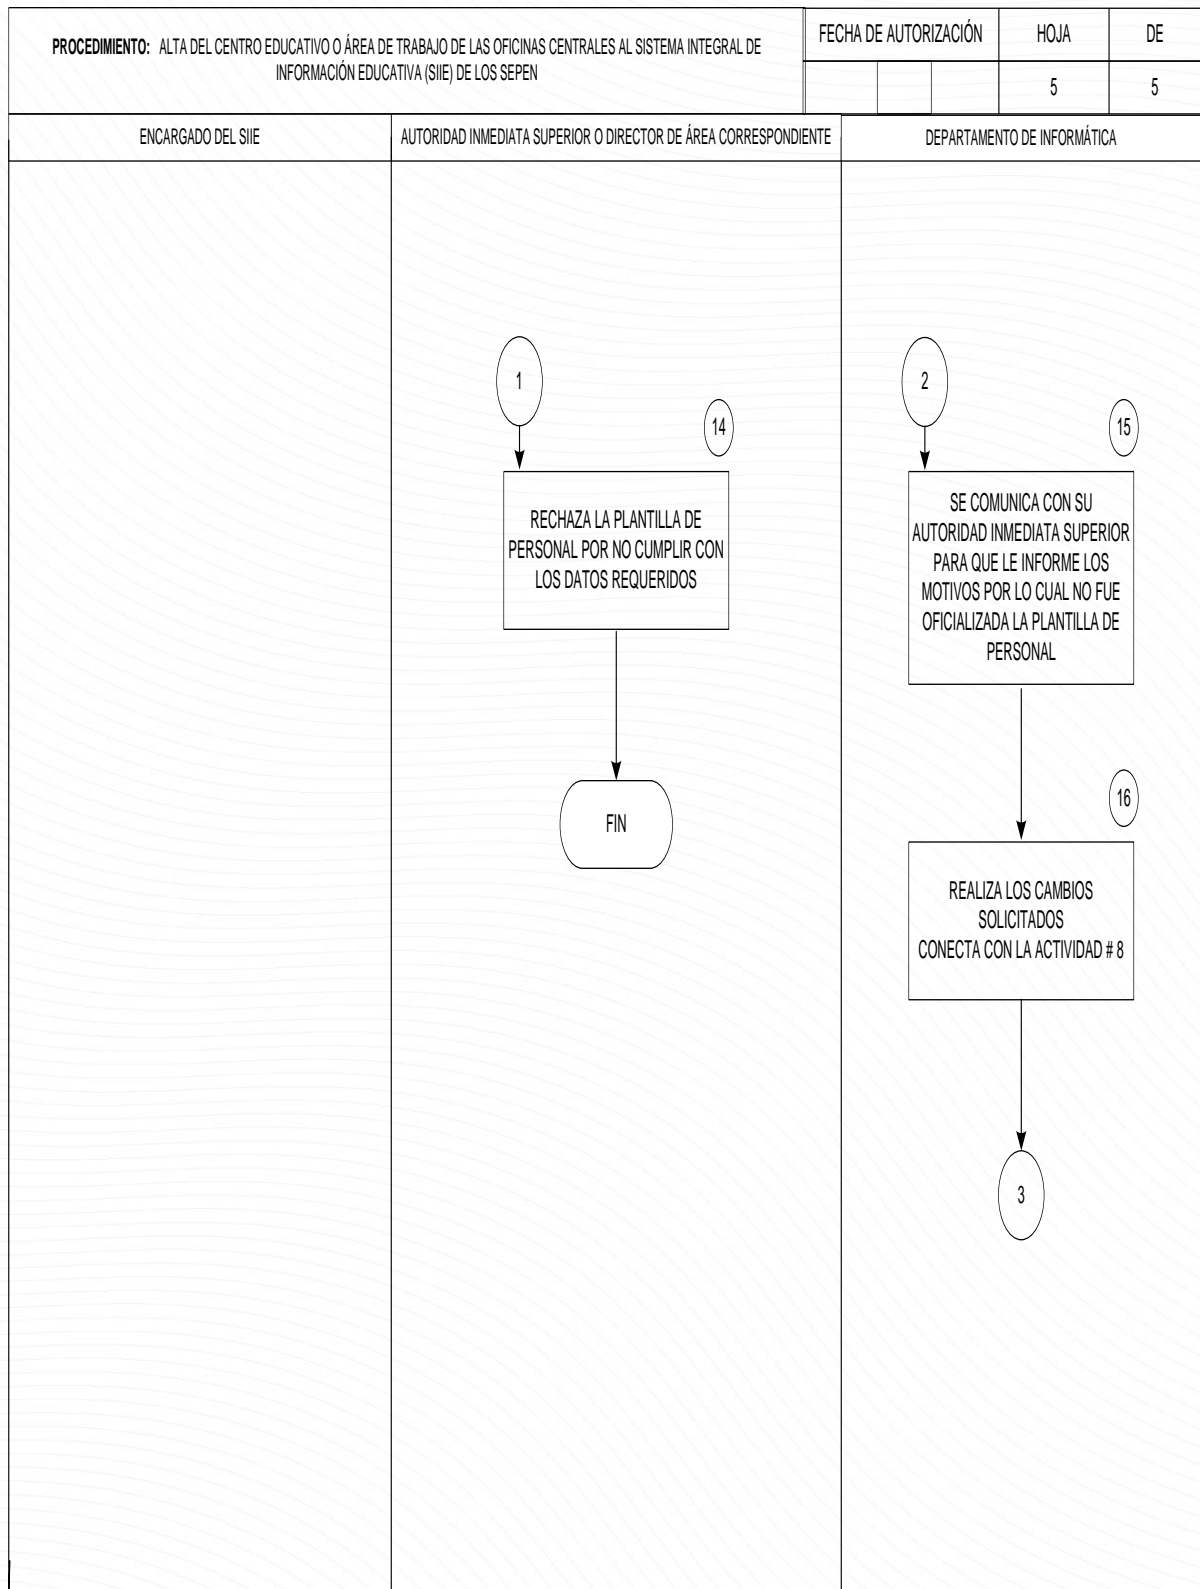 PROCEDIMIENTO: ALTA DEL CENTRO EDUCATIVO O ÁREA DE TRABAJO DE LAS OFICINAS CENTRALES AL SISTEMA INTEGRAL DE
INFORMACIÓN EDUCATIVA (SIIE) DE LOS SEPEN
FECHA DE AUTORIZACIÓN
HOJA
DE
5
5
ENCARGADO DEL SIIE
AUTORIDAD INMEDIATA SUPERIOR O DIRECTOR DE ÁREA CORRESPONDIENTE
DEPARTAMENTO DE INFORMÁTICA
1
14
RECHAZA LA PLANTILLA DE
PERSONAL POR NO CUMPLIR CON
LOS DATOS REQUERIDOS
FIN
2
15
SE COMUNICA CON SU
AUTORIDAD INMEDIATA SUPERIOR
PARA QUE LE INFORME LOS
MOTIVOS POR LO CUAL NO FUE
OFICIALIZADA LA PLANTILLA DE
PERSONAL
16
REALIZA LOS CAMBIOS
SOLICITADOS
CONECTA CON LA ACTIVIDAD # 8
3